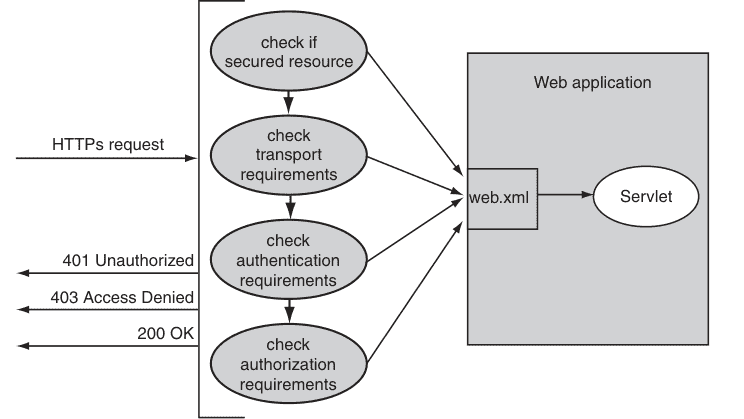 check if
secured resource
Web application
HTTPs request
check
transport
requirements
web.xml
Servlet
check
authentication
requirements
401 Unauthorized
403 Access Denied
200 OK
check
authorization
requirements